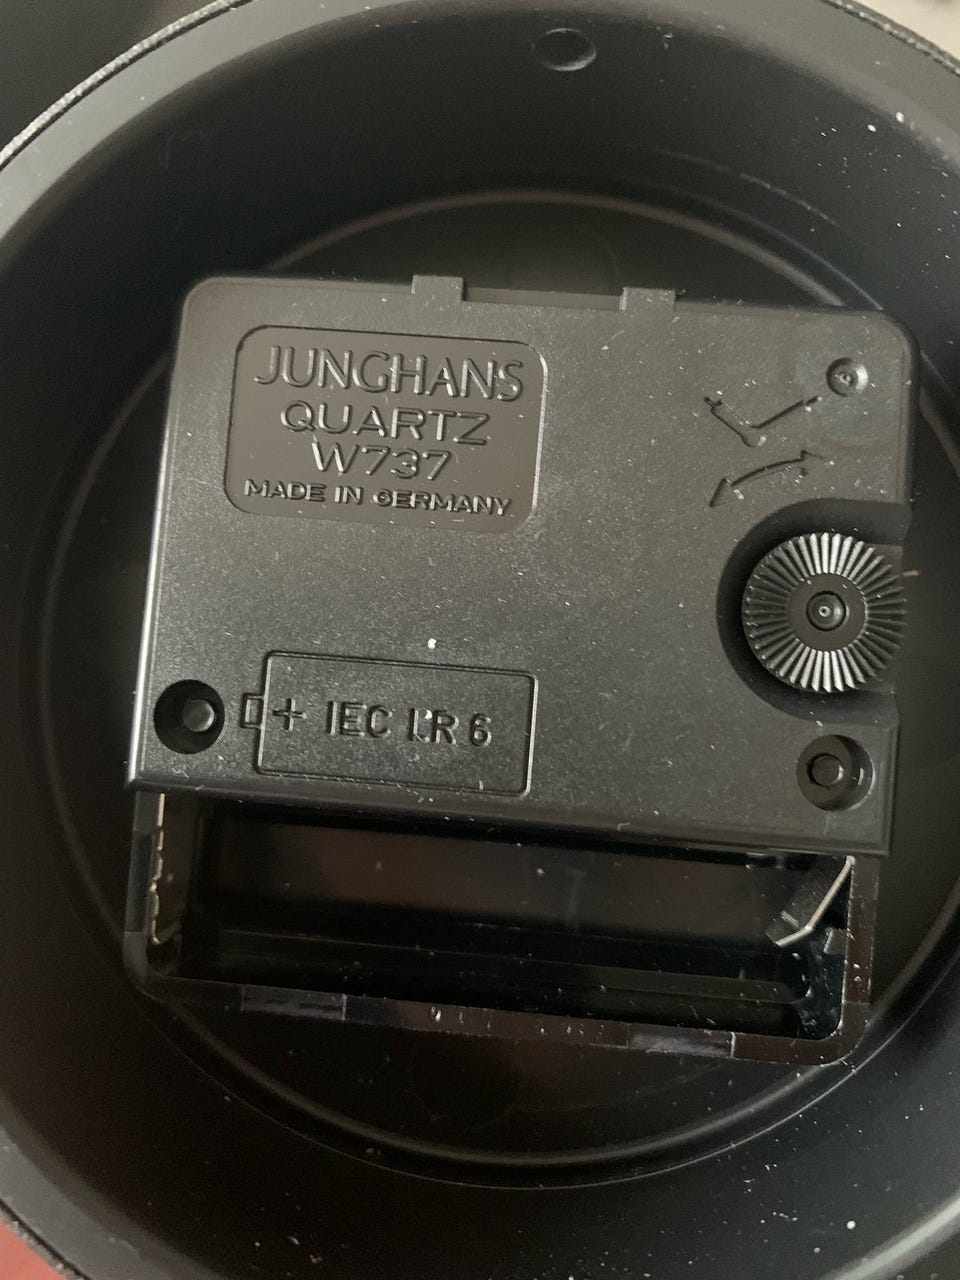 JUNGHANS
QUARTZ
W737
MADE IN GERMANY
+ IEC LR 6